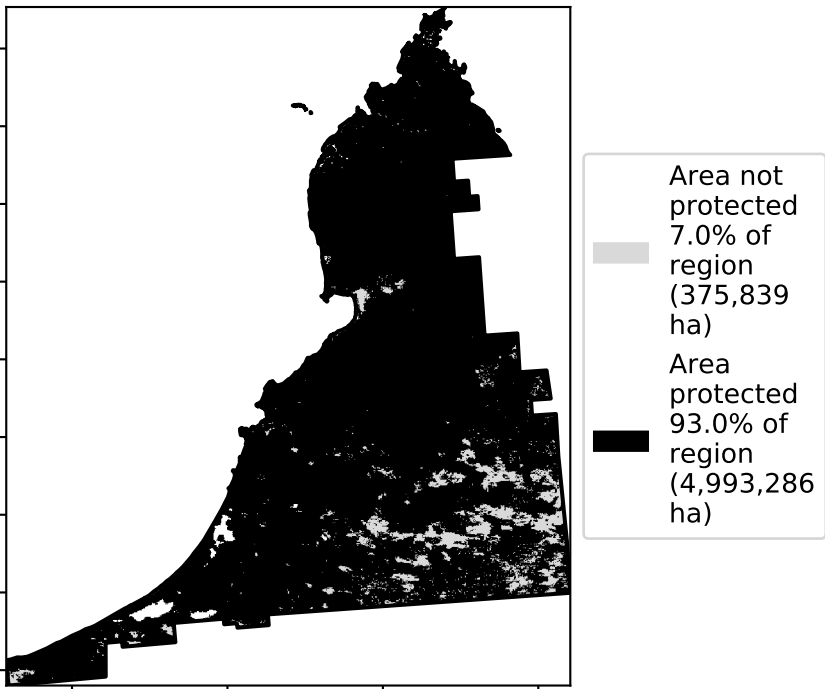 Area not
protected
7.0% of
region
(375,839
ha)
Area
protected
93.0% of
region
(4,993,286
ha)